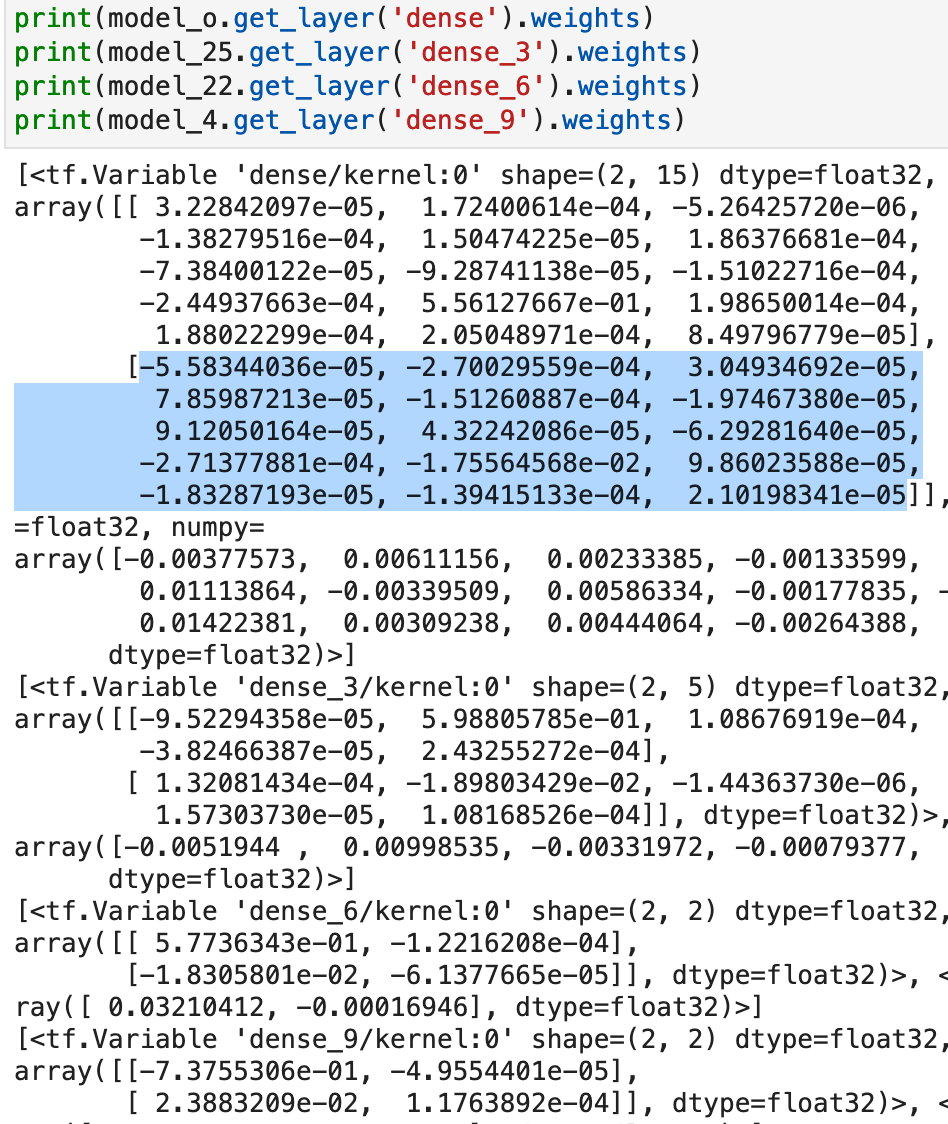 print(model_o.get_layer('dense').weights)
print(model_25.get_layer('dense_3').weights)
print(model_22.get_layer('dense_6').weights)
print(model_4.get_layer('dense_9').weights)
[<tf.Variable 'dense/kernel:0' shape=(2, 15) dtype=float32,
array([[ 3.22842097e-05,  1.72400614e-04, -5.26425720e-06,
        -1.38279516e-04,  1.50474225e-05,  1.86376681e-04,
        -7.38400122e-05, -9.28741138e-05, -1.51022716e-04,
        -2.44937663e-04,  5.56127667e-01,  1.98650014e-04,
         1.88022299e-04,  2.05048971e-04,  8.49796779e-05],
       [-5.58344036e-05, -2.70029559e-04,  3.04934692e-05,
         7.85987213e-05, -1.51260887e-04, -1.97467380e-05,
         9.12050164e-05,  4.32242086e-05, -6.29281640e-05,
        -2.71377881e-04, -1.75564568e-02,  9.86023588e-05,
        -1.83287193e-05, -1.39415133e-04,  2.10198341e-05]],
=float32, numpy=
array([-0.00377573,  0.00611156,  0.00233385, -0.00133599,
        0.01113864, -0.00339509,  0.00586334, -0.00177835, -
        0.01422381,  0.00309238,  0.00444064, -0.00264388,
      dtype=float32)>]
[<tf.Variable 'dense_3/kernel:0' shape=(2, 5) dtype=float32,
array([[-9.52294358e-05,  5.98805785e-01,  1.08676919e-04,
        -3.82466387e-05,  2.43255272e-04],
       [ 1.32081434e-04, -1.89803429e-02, -1.44363730e-06,
         1.57303730e-05,  1.08168526e-04]], dtype=float32)>,
array([-0.0051944 ,  0.00998535, -0.00331972, -0.00079377,
      dtype=float32)>]
[<tf.Variable 'dense_6/kernel:0' shape=(2, 2) dtype=float32,
array([[ 5.7736343e-01, -1.2216208e-04],
       [-1.8305801e-02, -6.1377665e-05]], dtype=float32)>, <
ray([ 0.03210412, -0.00016946], dtype=float32)>]
[<tf.Variable 'dense_9/kernel:0' shape=(2, 2) dtype=float32,
array([[-7.3755306e-01, -4.9554401e-05],
       [ 2.3883209e-02,  1.1763892e-04]], dtype=float32)>, <